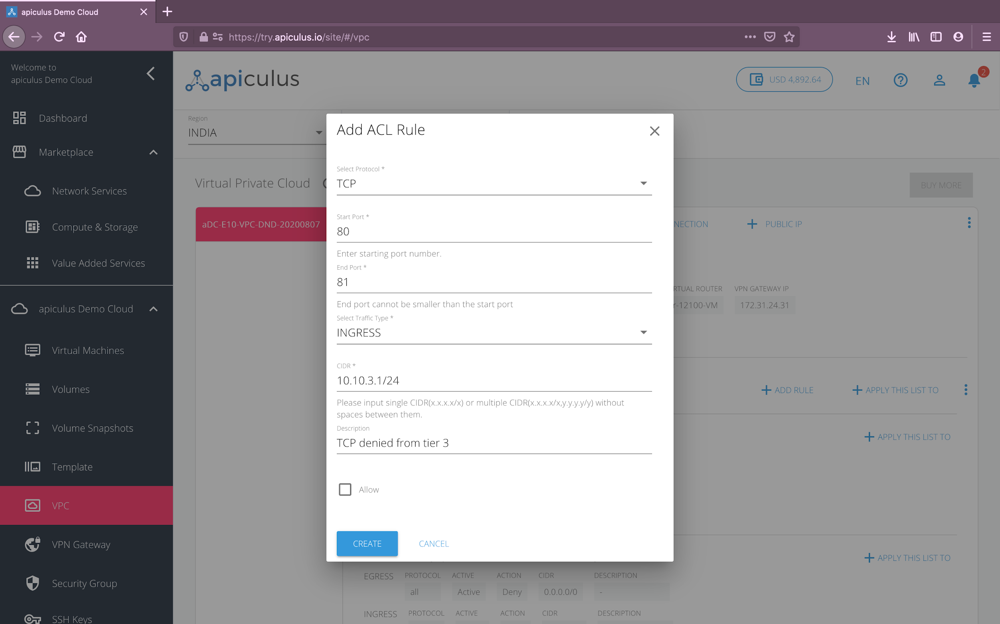 apiculus Demo Cloud
https://try.apiculus.io/site/#/vpc
Welcome to
apiculus Demo Cloud
Dashboard
Marketplace
Network Services
Compute & Storage
Value Added Services
apiculus Demo Cloud
Virtual Machines
Volumes
Volume Snapshots
Template
VPC
VPN Gateway
Security Group
SSH Keys
apiculus
USD 4,892.64
EN
2
Region
INDIA
Virtual Private Cloud
BUY MORE
aDC-E10-VPC-DND-20200807
NECTION
PUBLIC IP
RTUAL ROUTER
VPN GATEWAY IP
r-12100-VM
172.31.24.31
ADD RULE
APPLY THIS LIST TO
APPLY THIS LIST TO
APPLY THIS LIST TO
Add ACL Rule
Select Protocol *
TCP
Start Port *
80
Enter starting port number.
End Port *
81
End port cannot be smaller than the start port
Select Traffic Type *
INGRESS
CIDR *
10.10.3.1/24
Please input single CIDR(x.x.x.x/x) or multiple CIDR(x.x.x.x/x,y.y.y.y/y) without
spaces between them.
Description
TCP denied from tier 3
Allow
CREATE
CANCEL
EGRESS PROTOCOL ACTIVE ACTION CIDR DESCRIPTION
all Active Deny 0.0.0.0/0 -
INGRESS PROTOCOL ACTIVE ACTION CIDR DESCRIPTION